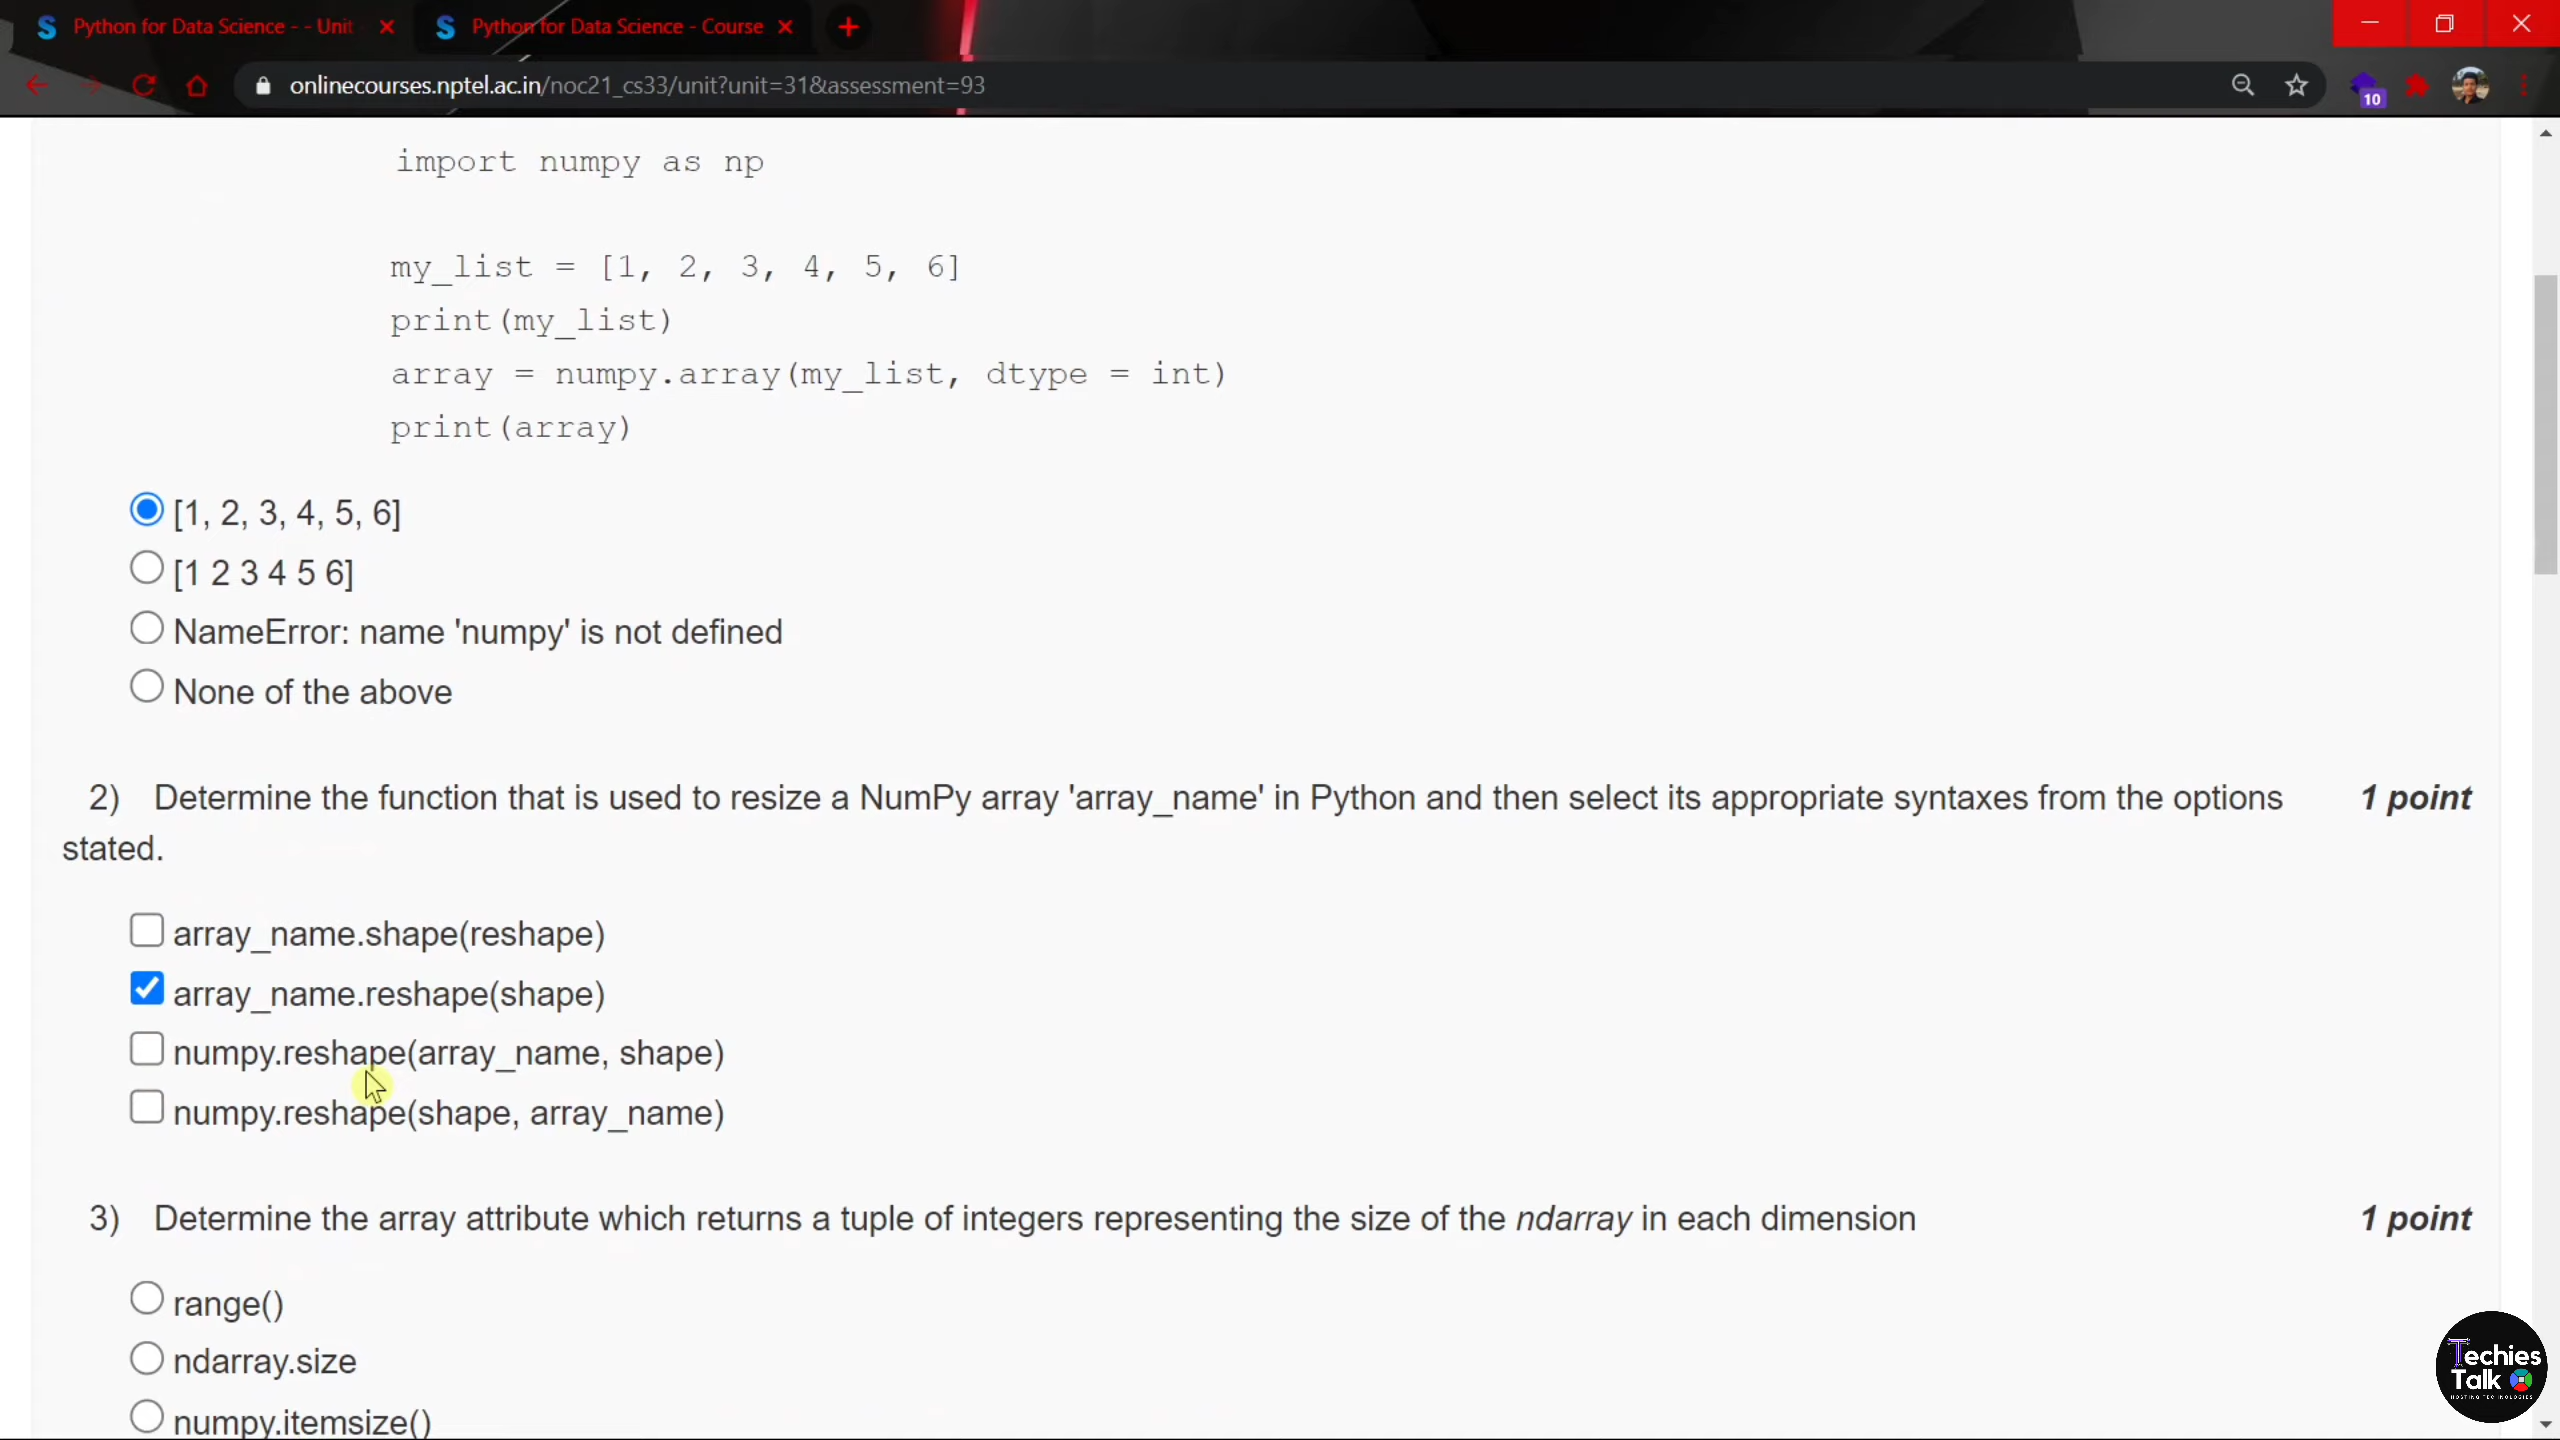 Python for Data Science - - Unit
Python for Data Science - Course
onlinecourses.nptel.ac.in/noc21_cs33/unit?unit=31&assessment=93
10
import numpy as np
my_list = [1, 2, 3, 4, 5, 6]
print(my_list)
array = numpy.array(my_list, dtype = int)
print(array)
[1, 2, 3, 4, 5, 6]
[1 2 3 4 5 6]
NameError: name 'numpy' is not defined
None of the above
2) Determine the function that is used to resize a NumPy array 'array_name' in Python and then select its appropriate syntaxes from the options 1 point
stated.
array_name.shape(reshape)
array_name.reshape(shape)
numpy.reshape(array_name, shape)
numpy.reshape(shape, array_name)
3) Determine the array attribute which returns a tuple of integers representing the size of the ndarray in each dimension 1 point
range()
ndarray.size
numpy.itemsize()
Techies
Talk
HOSTING TECHNOLOGIES